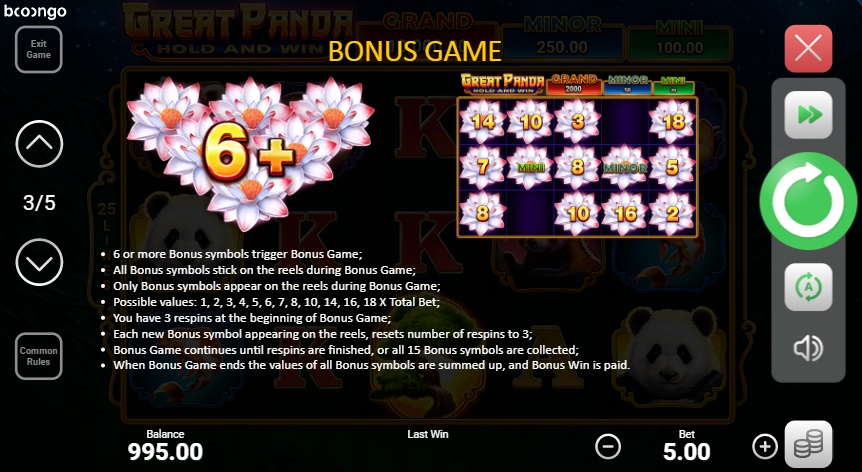 booongo
Exit
Game
GREAT PANDA
HOLD AND WIN
GRAND
MINOR
250.00
MINI
100.00
BONUS GAME
6+
GREAT PANDA
HOLD AND WIN
GRAND
2000
MINOR
MINI
14 10 3 18
7 MINI 8 MINOR 5
8 10 16 2
3/5
25
• 6 or more Bonus symbols trigger Bonus Game;
• All Bonus symbols stick on the reels during Bonus Game;
• Only Bonus symbols appear on the reels during Bonus Game;
• Possible values: 1, 2, 3, 4, 5, 6, 7, 8, 10, 14, 16, 18 X Total Bet;
• You have 3 respins at the beginning of Bonus Game;
• Each new Bonus symbol appearing on the reels, resets number of respins to 3;
• Bonus Game continues until respins are finished, or all 15 Bonus symbols are collected;
• When Bonus Game ends the values of all Bonus symbols are summed up, and Bonus Win is paid.
Common
Rules
K
K
K
A
A
Balance
995.00
Last Win
Bet
5.00